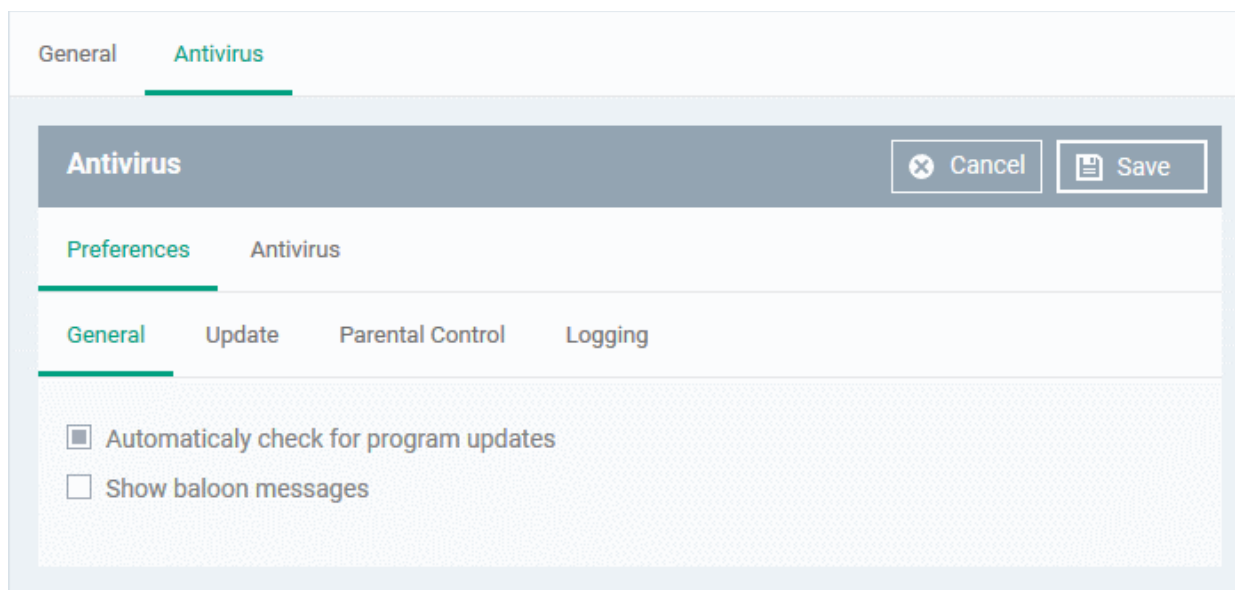 General Antivirus
Antivirus Cancel Save
Preferences Antivirus
General Update Parental Control Logging
Automaticaly check for program updates
Show baloon messages